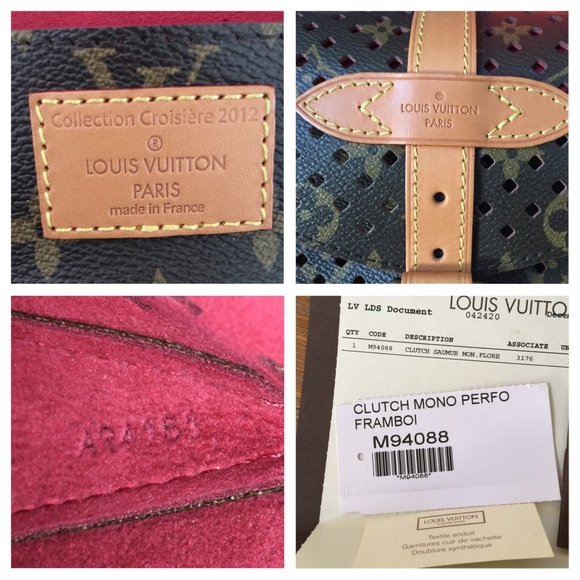 Collection Croisière 2012
®
LOUIS VUITTON
PARIS
made in France
®
LOUIS VUITTON
PARIS
LV LDS Document
LOUIS VUITTO
042420
QTY CODE DESCRIPTION ASSOCIATE
1 M94088 CLUTCH SAUMUR MON.FLORE 3176
CLUTCH MONO PERFO
FRAMBOI
M94088
*M94088*
LOUIS VUITTON
Textile enduit
Garnitures cuir de vachette
Doublure synthétique